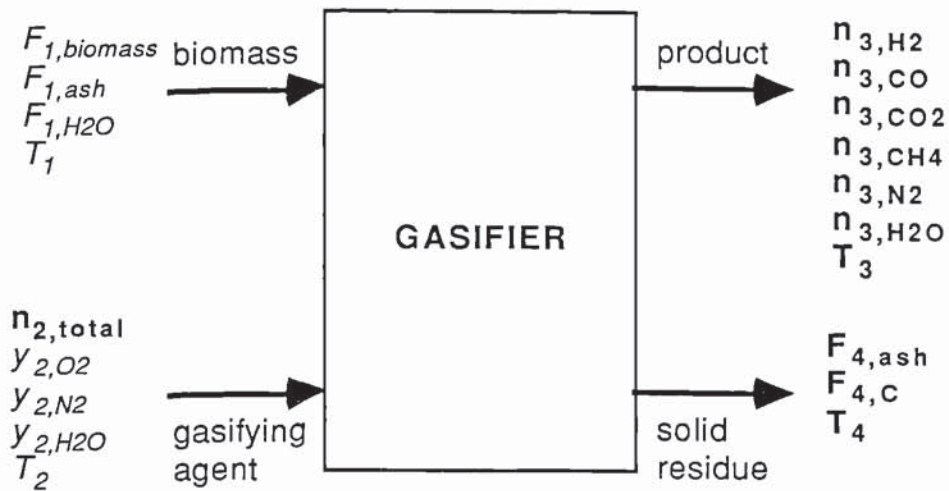 F1,biomass
F1,ash
F1,H2O
T1
biomass
n2,total
y2,O2
y2,N2
y2,H2O
T2
gasifying
agent
GASIFIER
product
n3,H2
n3,CO
n3,CO2
n3,CH4
n3,N2
n3,H2O
T3
solid
residue
F4,ash
F4,C
T4